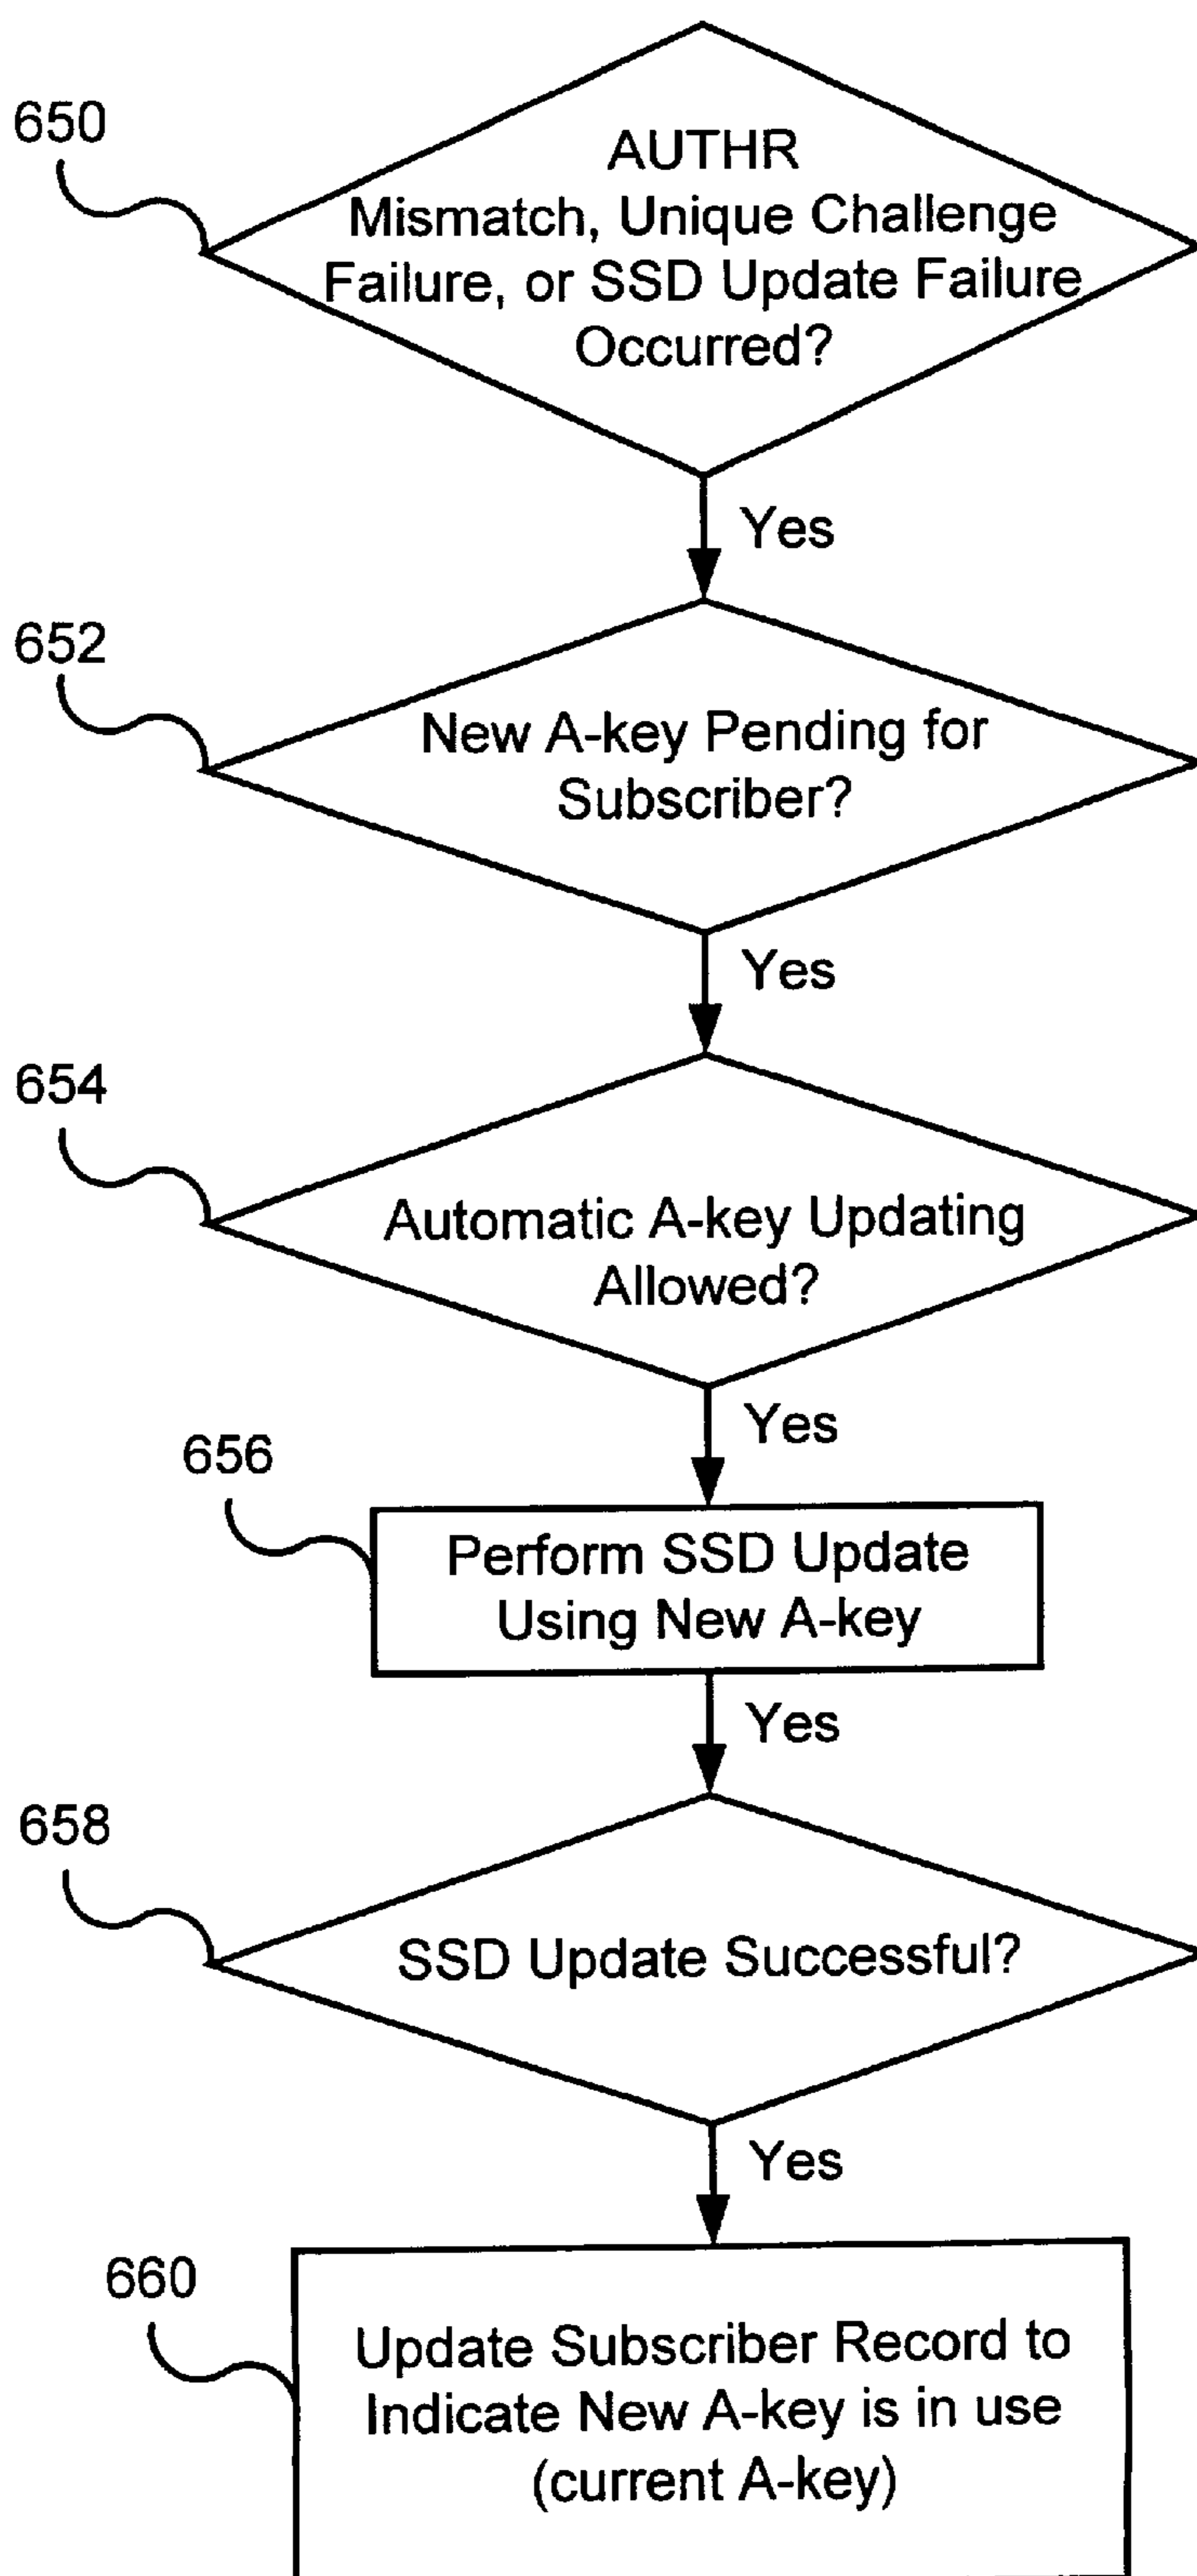 650
AUTHR
Mismatch, Unique Challenge
Failure, or SSD Update Failure
Occurred?
Yes
652
New A-key Pending for
Subscriber?
Yes
654
Automatic A-key Updating
Allowed?
Yes
656
Perform SSD Update
Using New A-key
Yes
658
SSD Update Successful?
Yes
660
Update Subscriber Record to
Indicate New A-key is in use
(current A-key)